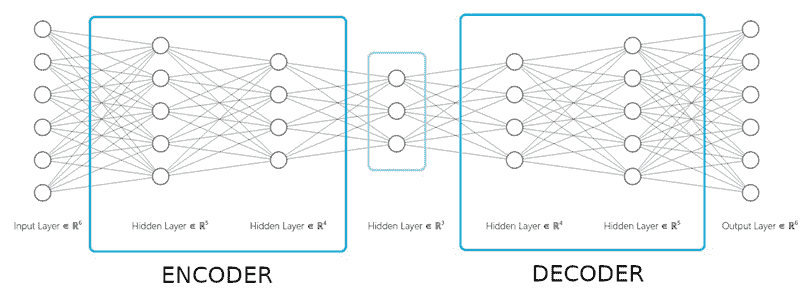 Input Layer ∈ ℝ⁶
Hidden Layer ∈ ℝ⁵
Hidden Layer ∈ ℝ⁴
Hidden Layer ∈ ℝ³
Hidden Layer ∈ ℝ⁴
Hidden Layer ∈ ℝ⁵
Output Layer ∈ ℝ⁶
ENCODER
DECODER